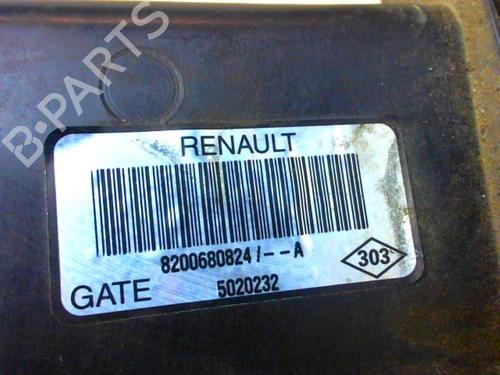 B-PARTS
RENAULT
8200680824/--A
303
GATE
5020232